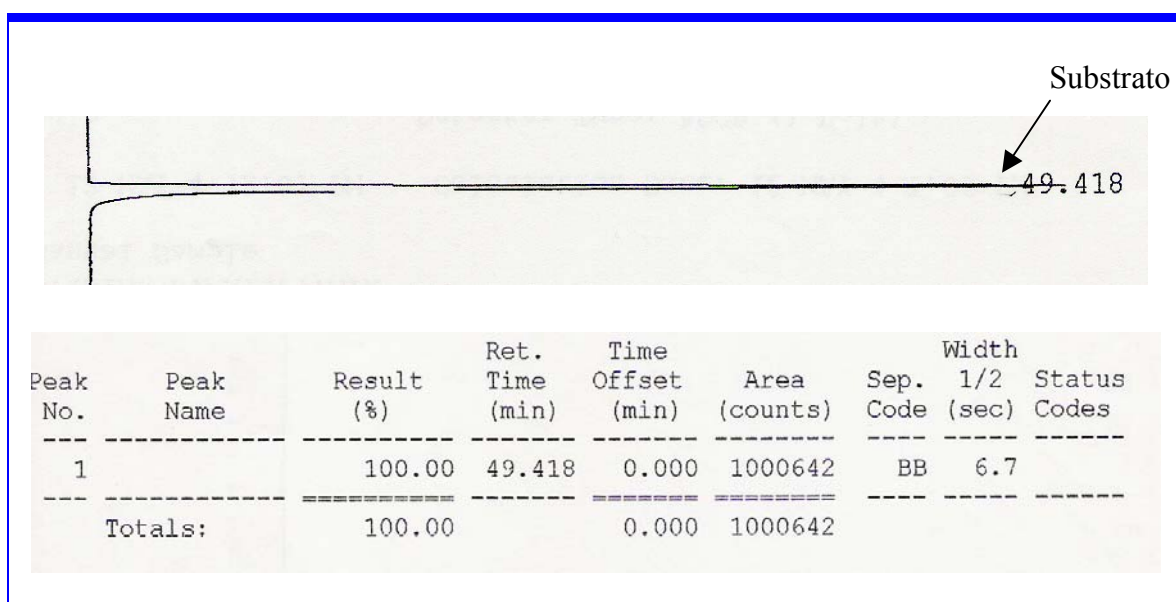 Substrato
49.418
Ret. Time Width
Peak Peak Result Time Offset Area Sep. 1/2 Status
No. Name (%) (min) (min) (counts) Code (sec) Codes
1 100.00 49.418 0.000 1000642 BB 6.7
Totals: 100.00 0.000 1000642